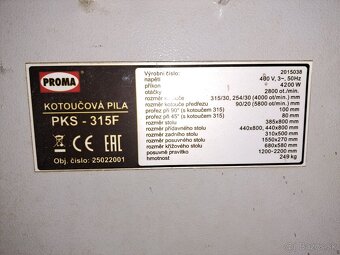 PROMA
KOTOUČOVÁ PILA
PKS - 315F
CE EAC
Obj. číslo: 25022001
Výrobní číslo: 2015038
napětí 400 V, 3~, 50Hz
příkon 4200 W
otáčky 2800 ot./min.
rozměr kotouče 315/30, 254/30 (4000 ot/min.) mm
rozměr kotouče předřezu 90/20 (5800 ot/min.) mm
prořez při 90° (s kotoučem 315) 100 mm
prořez při 45° (s kotoučem 315) 80 mm
rozměr stolu 385x800 mm
rozměr přídavného stolu 440x800, 440x800 mm
rozměr zadního stolu 310x500 mm
rozměr posuvného stolu 1550x270 mm
rozměr křížového stolu 680x580 mm
posuvné pravítko 1200-2200 mm
hmotnost 249 kg